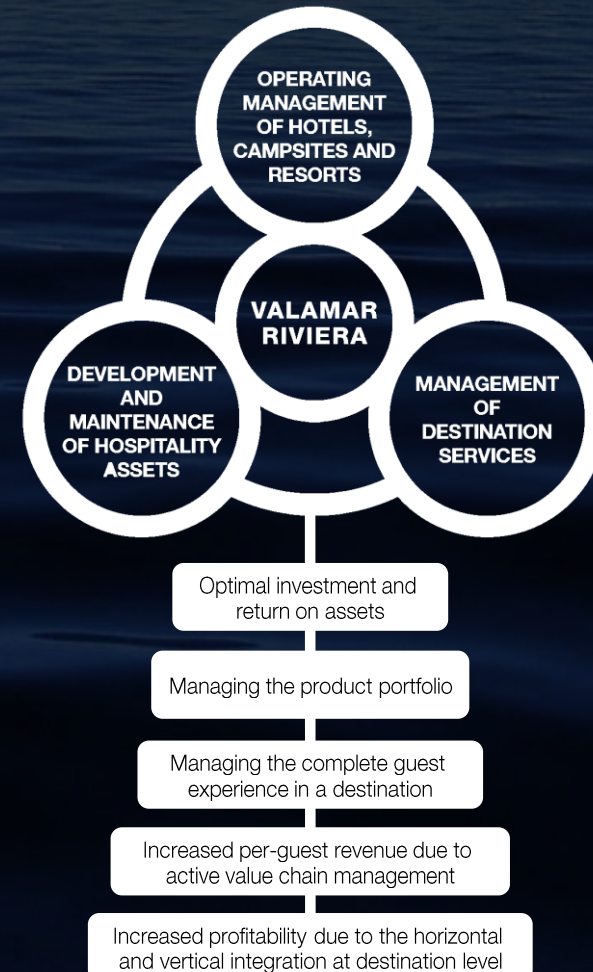 OPERATING
MANAGEMENT
OF HOTELS,
CAMPSITES AND
RESORTS
VALAMAR
RIVIERA
DEVELOPMENT
AND
MAINTENANCE
OF HOSPITALITY
ASSETS
MANAGEMENT
OF
DESTINATION
SERVICES
Optimal investment and
return on assets
Managing the product portfolio
Managing the complete guest
experience in a destination
Increased per-guest revenue due to
active value chain management
Increased profitability due to the horizontal
and vertical integration at destination level